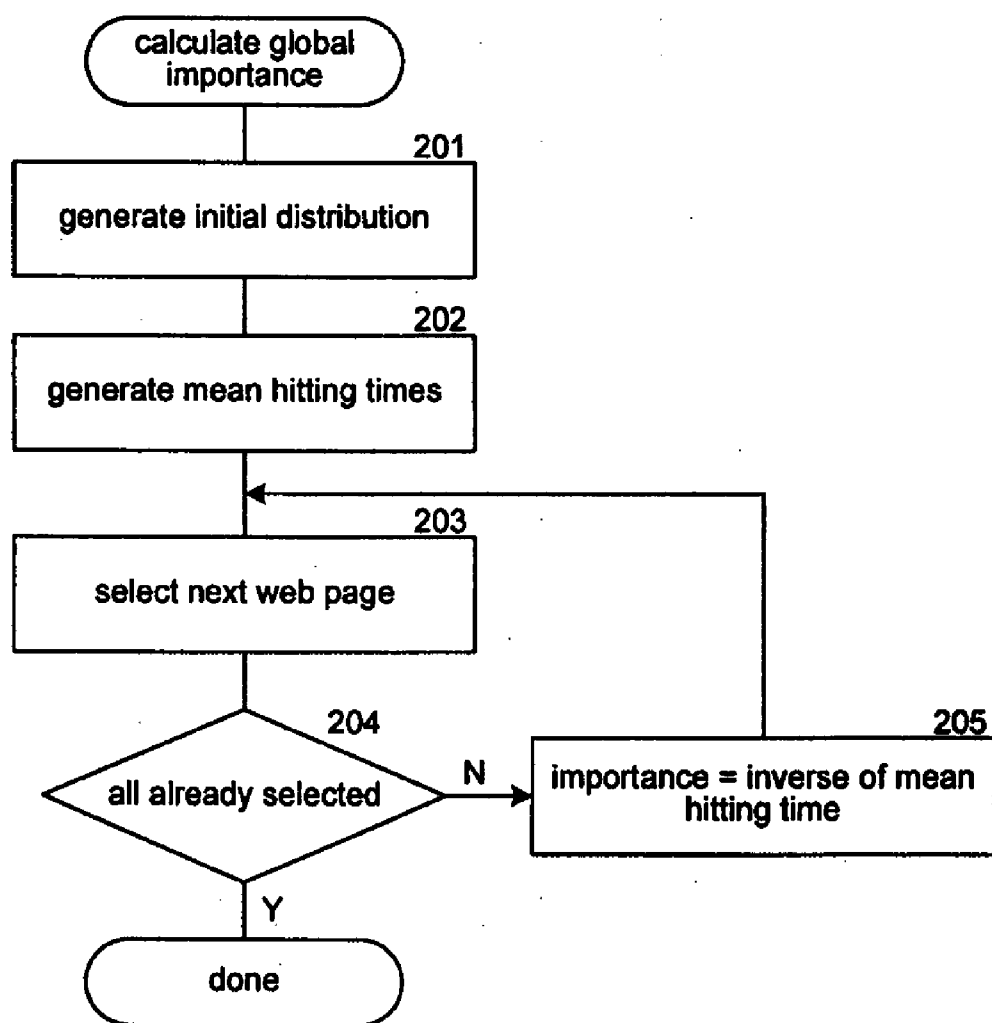 calculate global
importance
201
generate initial distribution
202
generate mean hitting times
203
select next web page
204
all already selected
N
205
importance = inverse of mean
hitting time
Y
done